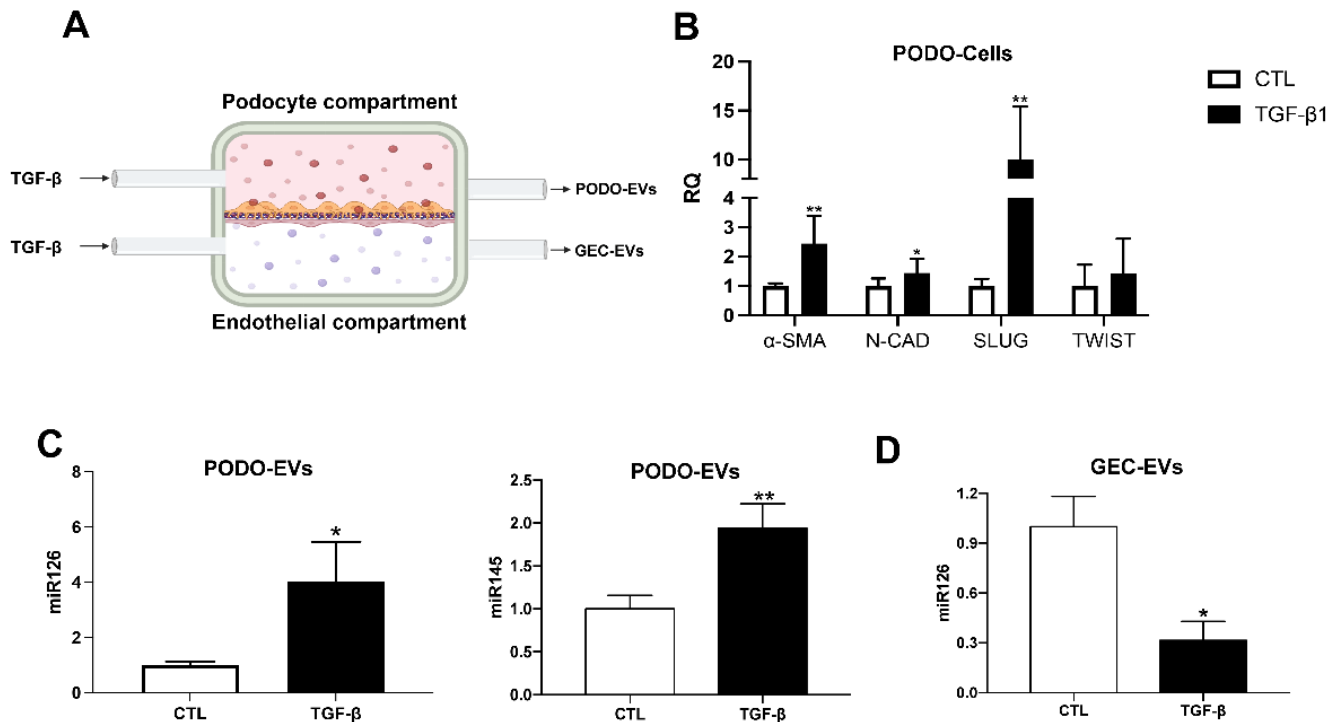 A
Podocyte compartment
TGF-β
PODO-EVs
TGF-β
GEC-EVs
Endothelial compartment
B
PODO-Cells
CTL
TGF-β1
RQ
20
15
10
5
4
3
2
1
0
**
*
**
α-SMA
N-CAD
SLUG
TWIST
C
PODO-EVs
miR126
8
6
4
2
0
*
CTL
TGF-β
PODO-EVs
miR145
2.5
2.0
1.5
1.0
0.5
0.0
**
CTL
TGF-β
D
GEC-EVs
miR126
1.2
0.9
0.6
0.3
0.0
*
CTL
TGF-β